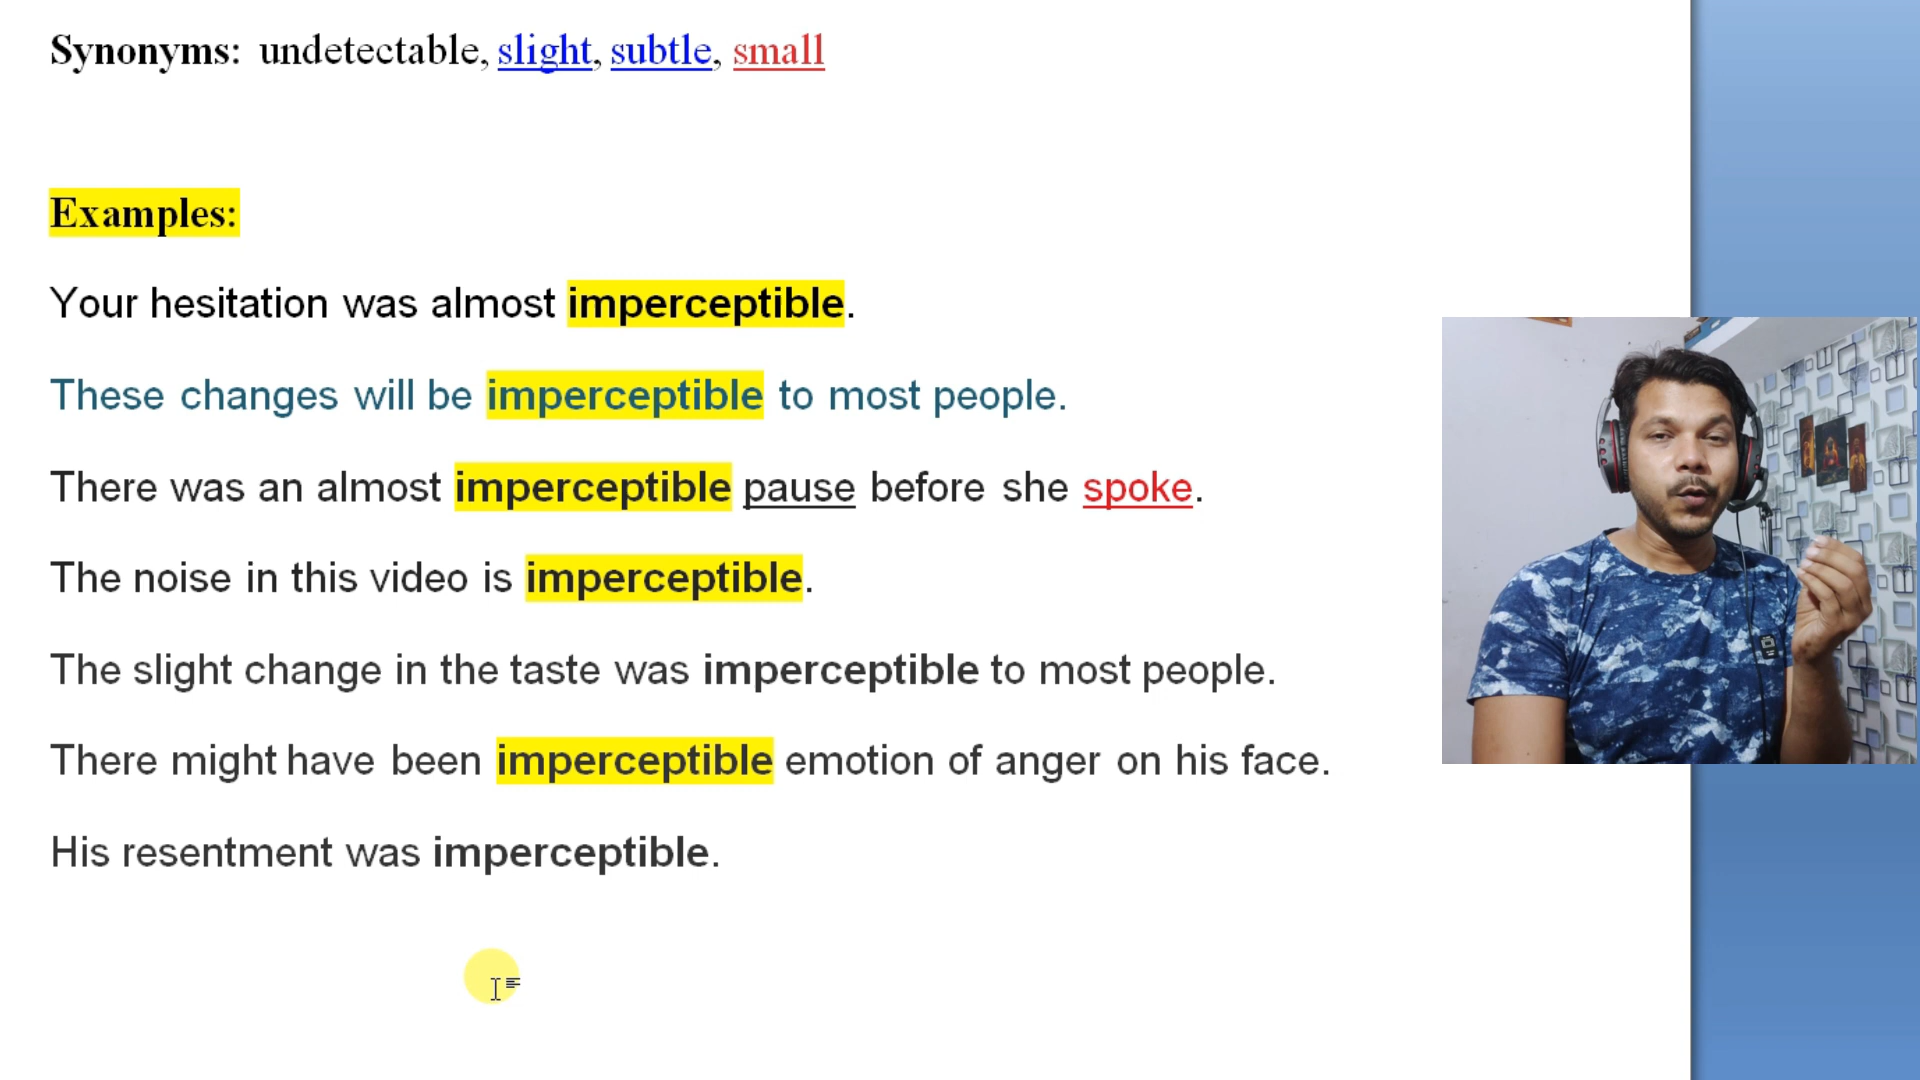 Synonyms: undetectable, slight, subtle, small
Examples:
Your hesitation was almost imperceptible.
These changes will be imperceptible to most people.
There was an almost imperceptible pause before she spoke.
The noise in this video is imperceptible.
The slight change in the taste was imperceptible to most people.
There might have been imperceptible emotion of anger on his face.
His resentment was imperceptible.